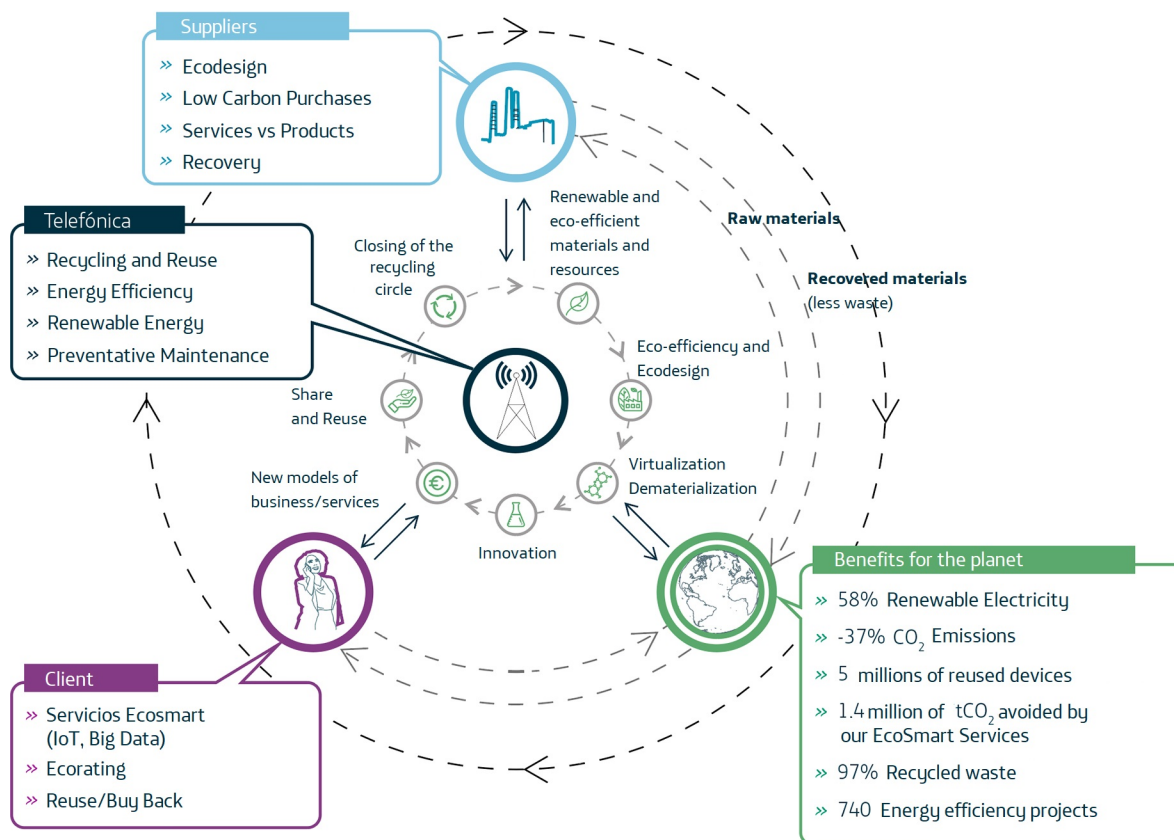 Suppliers
» Ecodesign
» Low Carbon Purchases
» Services vs Products
» Recovery
Telefónica
» Recycling and Reuse
» Energy Efficiency
» Renewable Energy
» Preventative Maintenance
Renewable and
eco-efficient
materials and
resources
Closing of the
recycling
circle
Raw materials
Recovered materials
(less waste)
Eco-efficiency and
Ecodesign
Share
and Reuse
Virtualization
Dematerialization
New models of
business/services
€
Innovation
Client
» Servicios Ecosmart
(IoT, Big Data)
» Ecorating
» Reuse/Buy Back
Benefits for the planet
» 58% Renewable Electricity
» -37% CO₂ Emissions
» 5 millions of reused devices
» 1.4 million of tCO₂ avoided by
our EcoSmart Services
» 97% Recycled waste
» 740 Energy efficiency projects